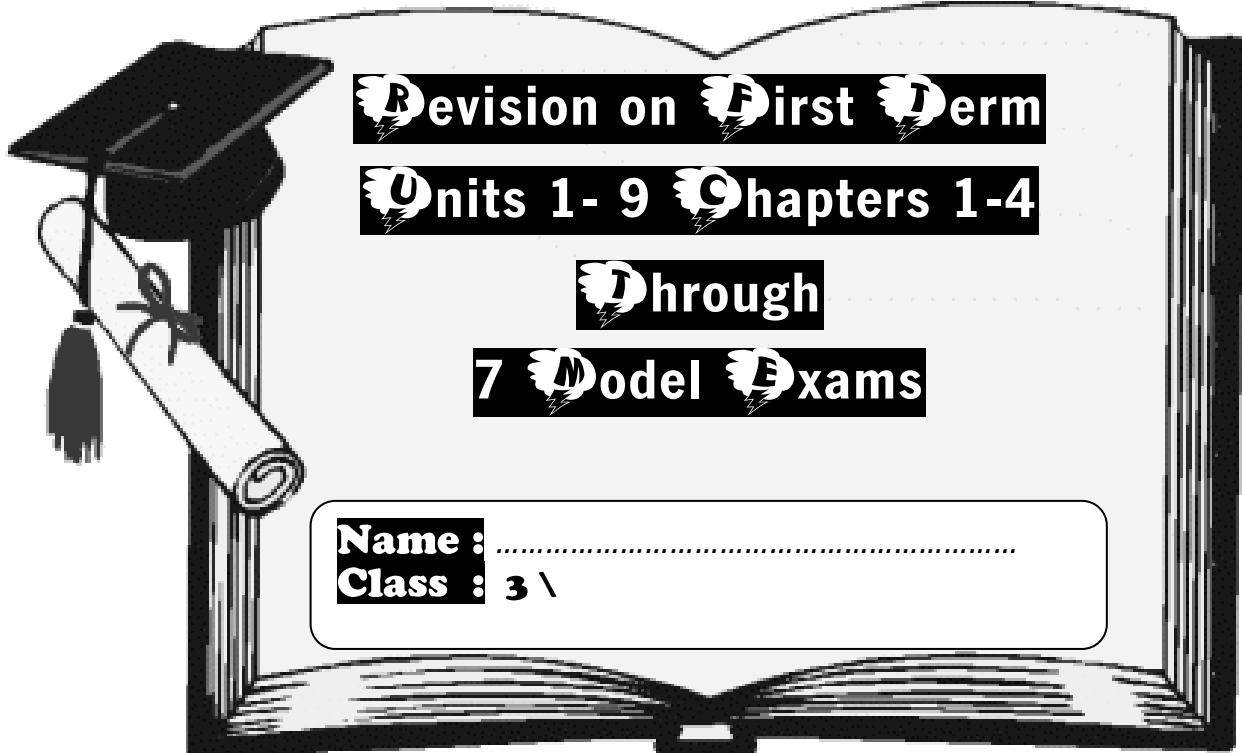 Revision on First Term
Units 1- 9 Chapters 1-4
Through
7 Model Exams
Name : ............................................................
Class : 3 \